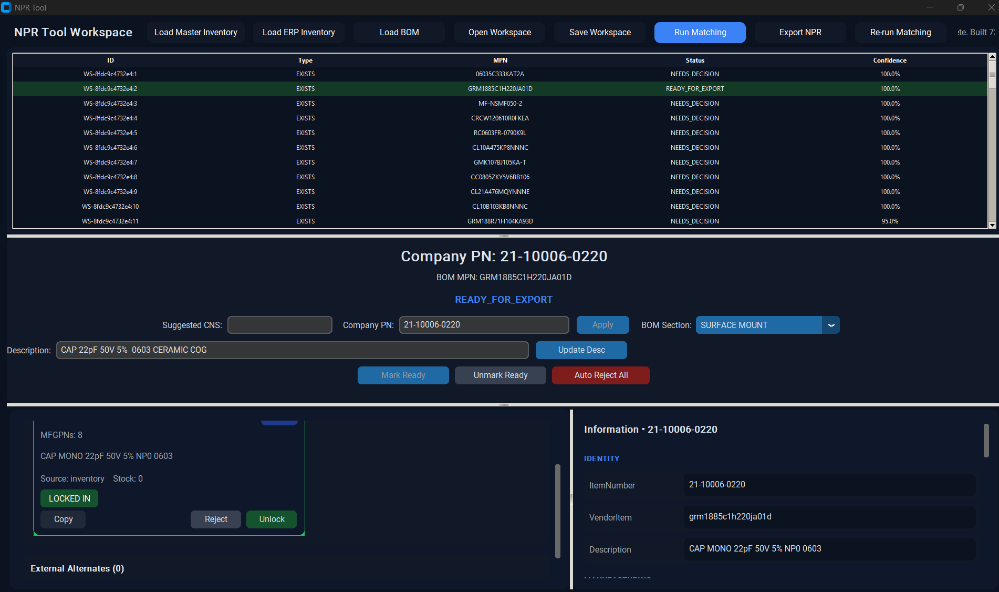 NPR Tool
NPR Tool Workspace Load Master Inventory Load ERP Inventory Load BOM Open Workspace Save Workspace Run Matching Export NPR Re-run Matching ete. Built 73
ID Type MPN Status Confidence
WS-8fdc9c4732e4:1 EXISTS 06035C333KAT2A NEEDS_DECISION 100.0%
WS-8fdc9c4732e4:2 EXISTS GRM1885C1H220JA01D READY_FOR_EXPORT 100.0%
WS-8fdc9c4732e4:3 EXISTS MF-NSMF050-2 NEEDS_DECISION 100.0%
WS-8fdc9c4732e4:4 EXISTS CRCW120610R0FKEA NEEDS_DECISION 100.0%
WS-8fdc9c4732e4:5 EXISTS RC0603FR-0790K9L NEEDS_DECISION 100.0%
WS-8fdc9c4732e4:6 EXISTS CL10A475KP8NNNC NEEDS_DECISION 100.0%
WS-8fdc9c4732e4:7 EXISTS GMK107BJ105KA-T NEEDS_DECISION 100.0%
WS-8fdc9c4732e4:8 EXISTS CC0805ZKY5V6BB106 NEEDS_DECISION 100.0%
WS-8fdc9c4732e4:9 EXISTS CL21A476MQYNNNE NEEDS_DECISION 100.0%
WS-8fdc9c4732e4:10 EXISTS CL10B103KB8NNNC NEEDS_DECISION 100.0%
WS-8fdc9c4732e4:11 EXISTS GRM188R71H104KA93D NEEDS_DECISION 95.0%
Company PN: 21-10006-0220
BOM MPN: GRM1885C1H220JA01D
READY_FOR_EXPORT
Suggested CNS: Company PN: 21-10006-0220 Apply BOM Section: SURFACE MOUNT
Description: CAP 22pF 50V 5%  0603 CERAMIC COG Update Desc
Mark Ready Unmark Ready Auto Reject All
MFGPNs: 8
CAP MONO 22pF 50V 5% NP0 0603
Source: inventory Stock: 0
LOCKED IN
Copy Reject Unlock
External Alternates (0)
Information • 21-10006-0220
IDENTITY
ItemNumber 21-10006-0220
VendorItem grm1885c1h220ja01d
Description CAP MONO 22pF 50V 5% NP0 0603